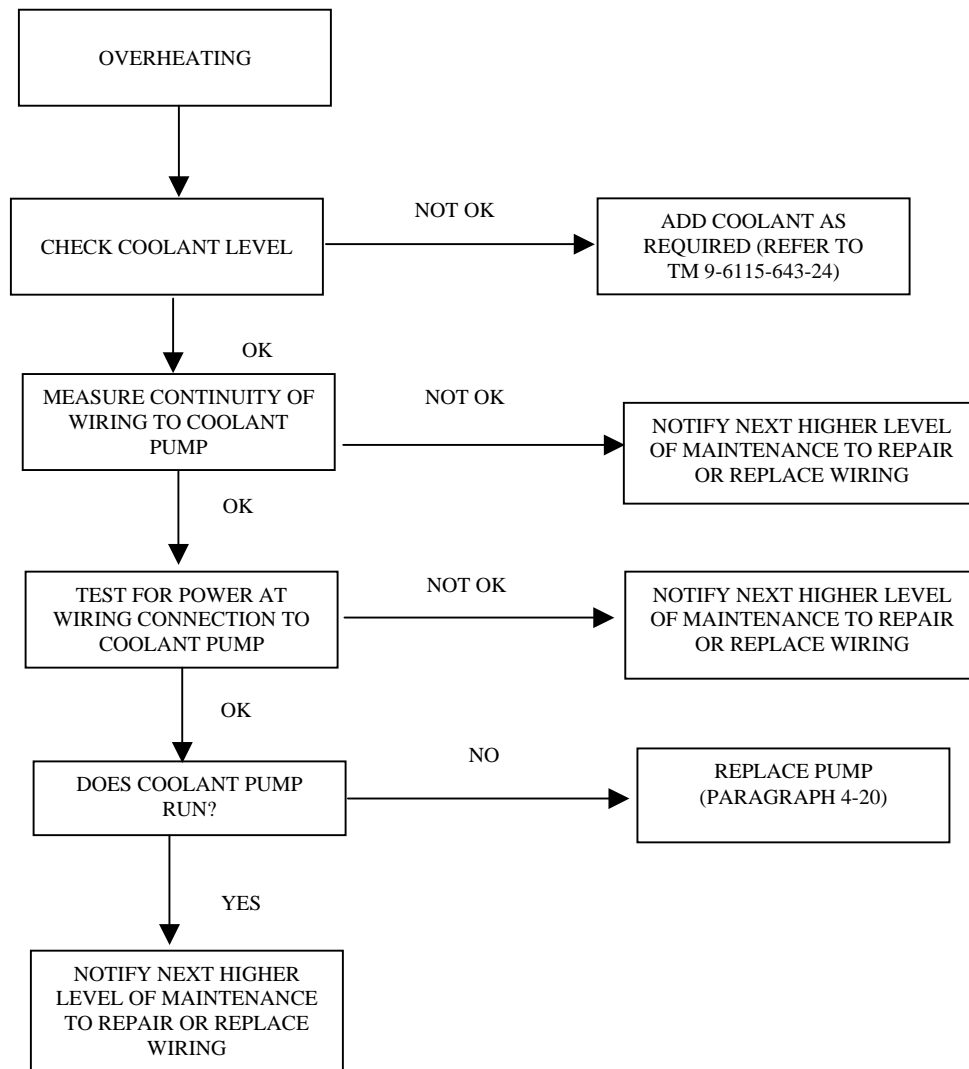 OVERHEATING
CHECK COOLANT LEVEL
NOT OK
ADD COOLANT AS
REQUIRED (REFER TO
TM 9-6115-643-24)
OK
MEASURE CONTINUITY OF
WIRING TO COOLANT
PUMP
NOT OK
NOTIFY NEXT HIGHER LEVEL
OF MAINTENANCE TO REPAIR
OR REPLACE WIRING
OK
TEST FOR POWER AT
WIRING CONNECTION TO
COOLANT PUMP
NOT OK
NOTIFY NEXT HIGHER LEVEL
OF MAINTENANCE TO REPAIR
OR REPLACE WIRING
OK
DOES COOLANT PUMP
RUN?
NO
REPLACE PUMP
(PARAGRAPH 4-20)
YES
NOTIFY NEXT HIGHER
LEVEL OF MAINTENANCE
TO REPAIR OR REPLACE
WIRING